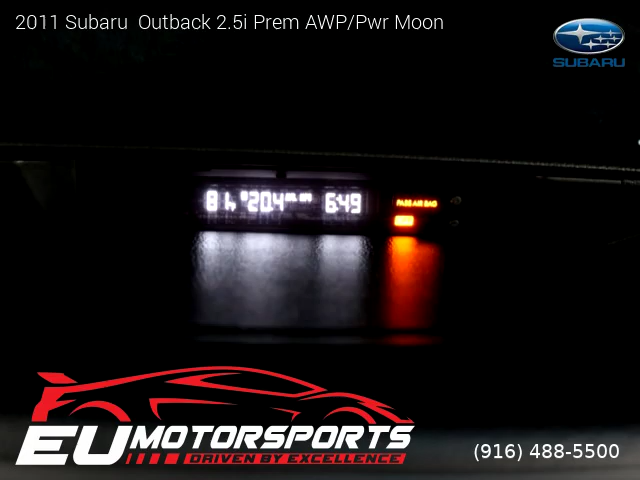 2011 Subaru Outback 2.5i Prem AWP/Pwr Moon
SUBARU
20.4 6:49
PASS AIR BAG
EU MOTORSPORTS
DRIVEN BY EXCELLENCE
(916) 488-5500